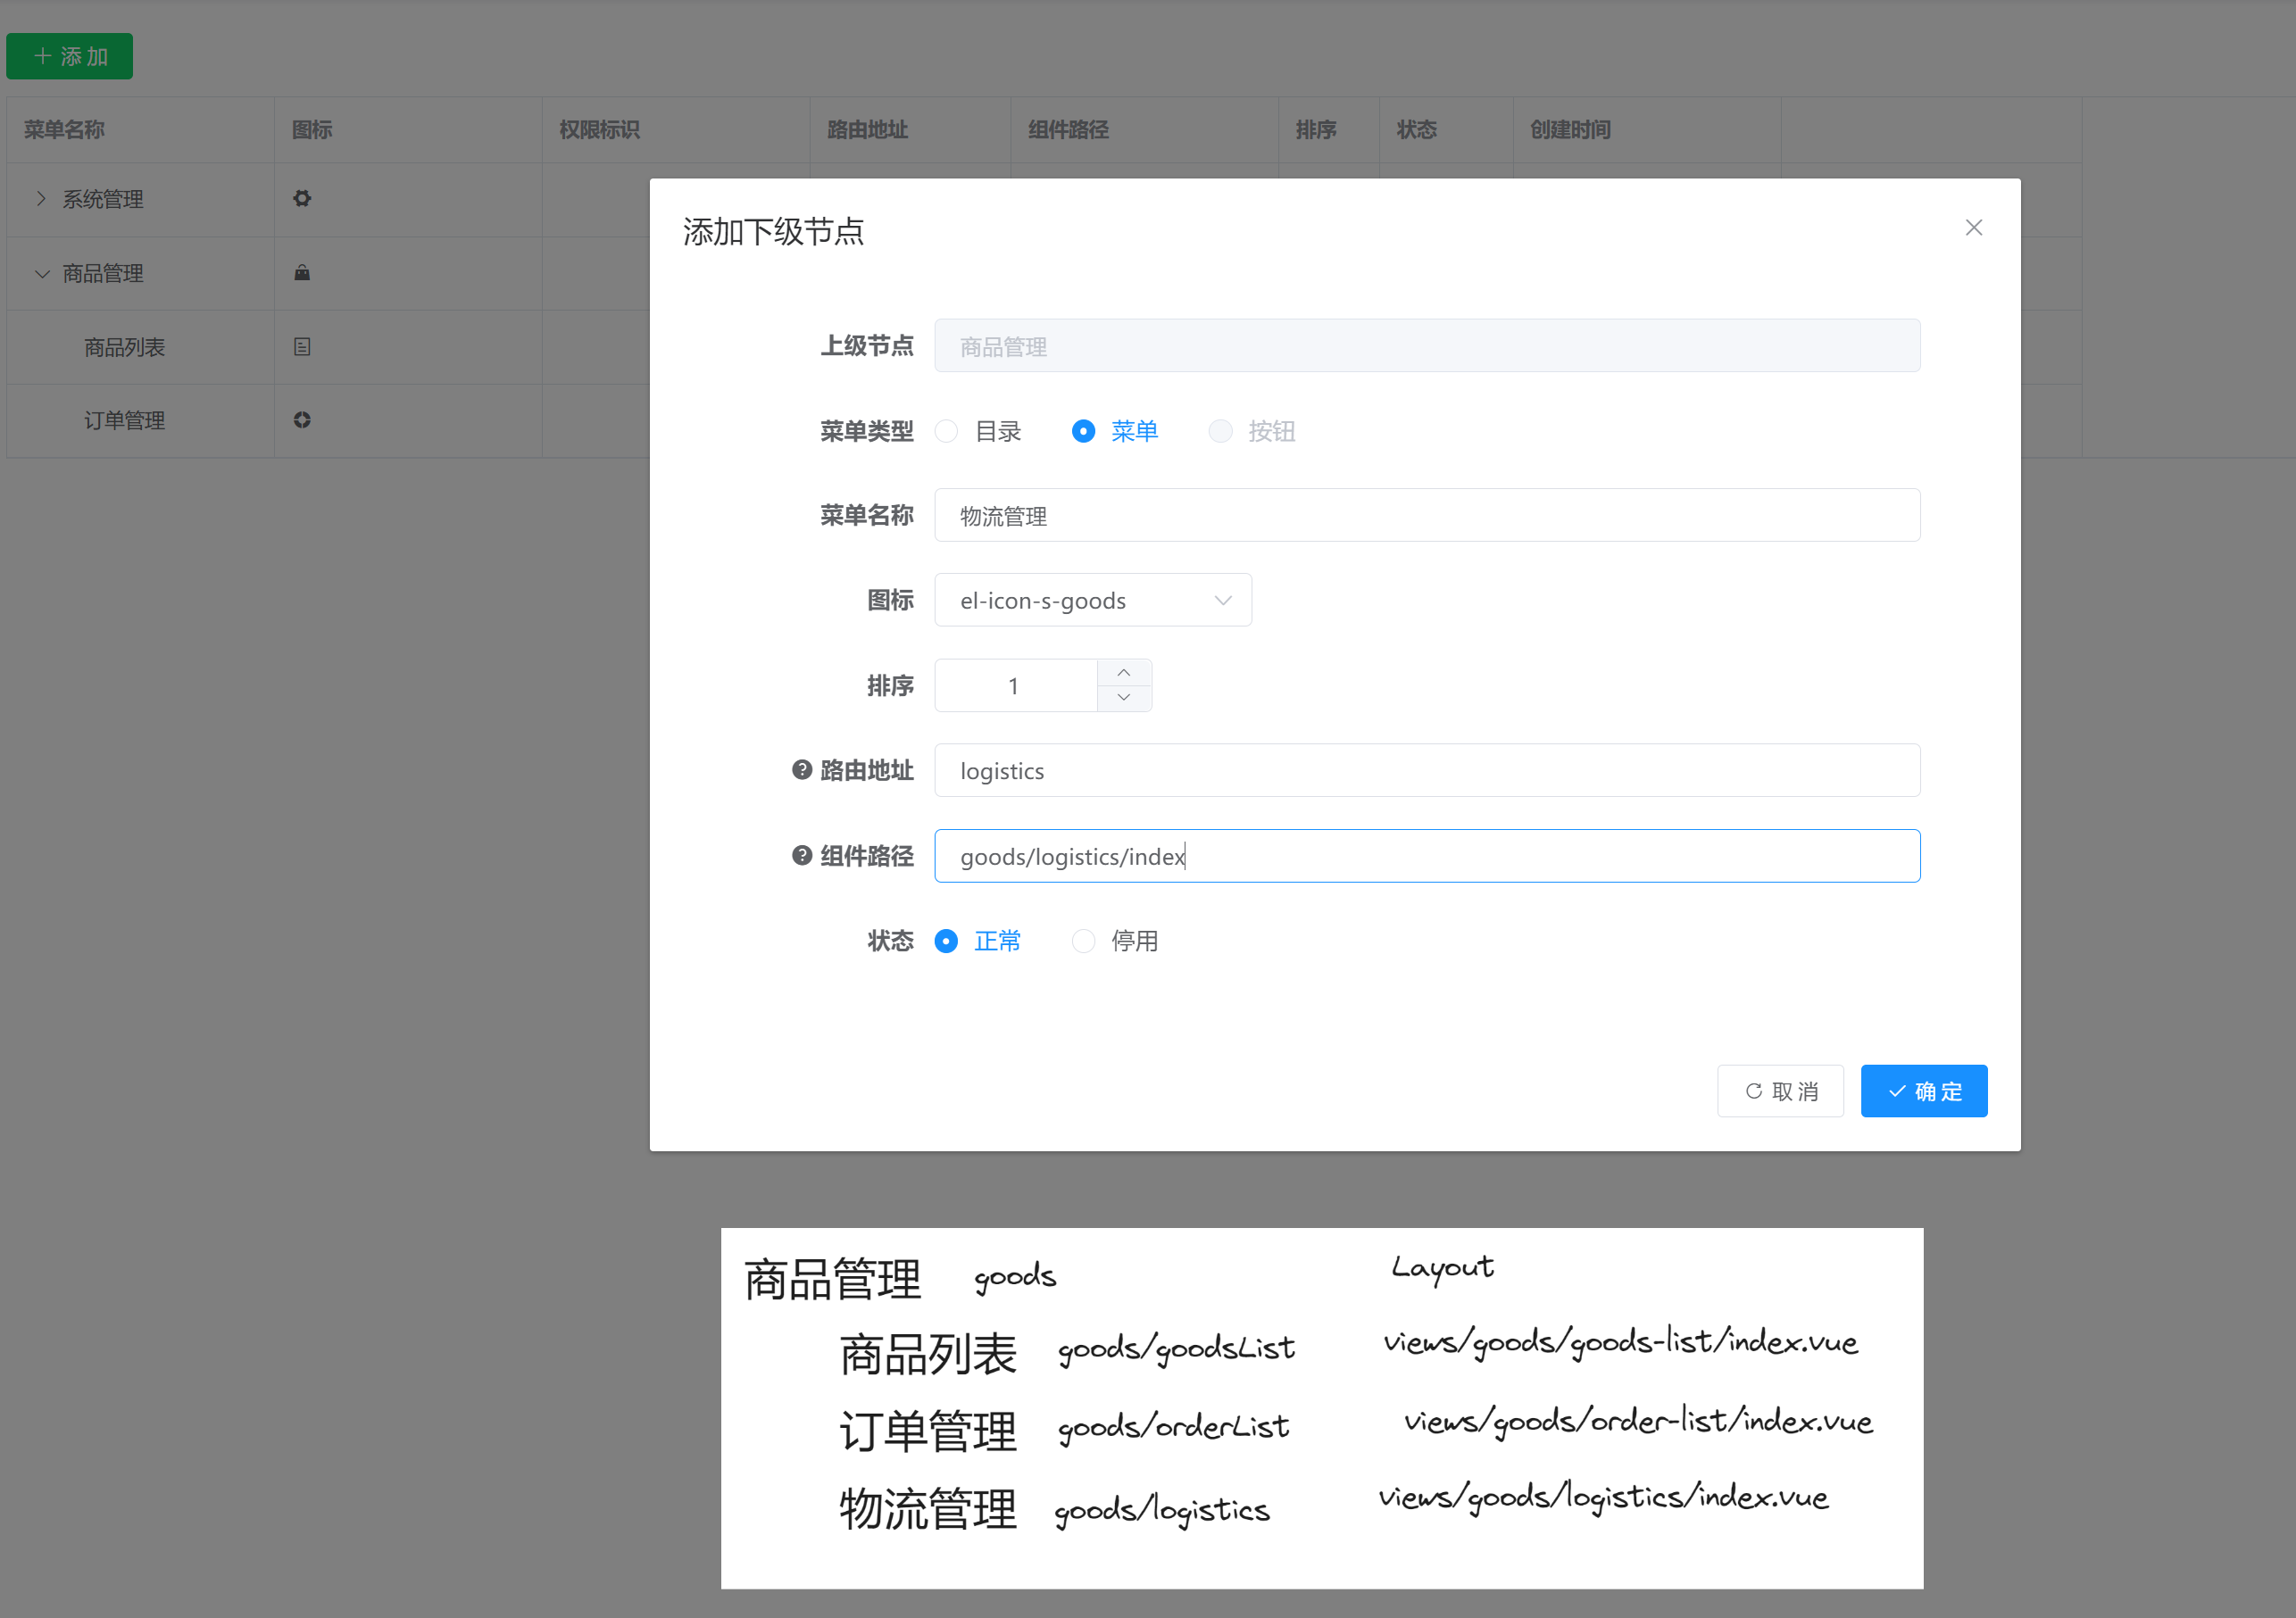 添 加
菜单名称 图标 权限标识 路由地址 组件路径 排序 状态 创建时间
系统管理
商品管理
商品列表
订单管理
添加下级节点
上级节点 商品管理
菜单类型 目录 菜单 按钮
菜单名称 物流管理
图标 el-icon-s-goods
排序 1
路由地址 logistics
组件路径 goods/logistics/index
状态 正常 停用
取 消 确 定
商品管理 goods Layout
商品列表 goods/goodsList views/goods/goods-list/index.vue
订单管理 goods/orderList views/goods/order-list/index.vue
物流管理 goods/logistics views/goods/logistics/index.vue